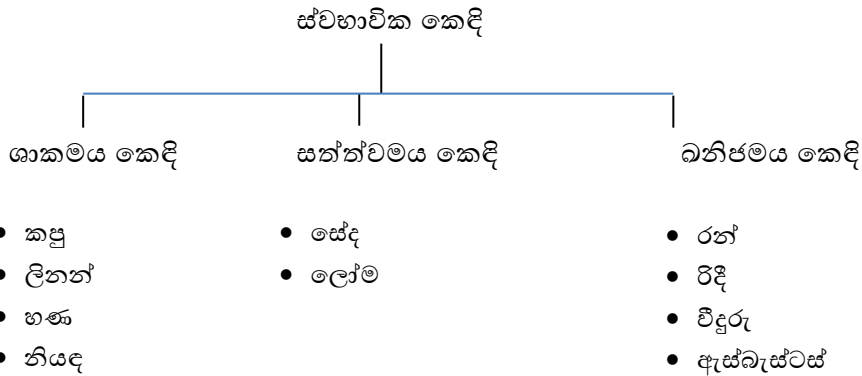 ස්වභාවික කෙඳි
ශාකමය කෙඳි
සත්ත්වමය කෙඳි
ඛනිජමය කෙඳි
• කපු
• ලිනන්
• හණ
• නියඳ
• සේද
• ලෝම
• රන්
• රිදී
• වීදුරු
• ඇස්බැස්ටස්